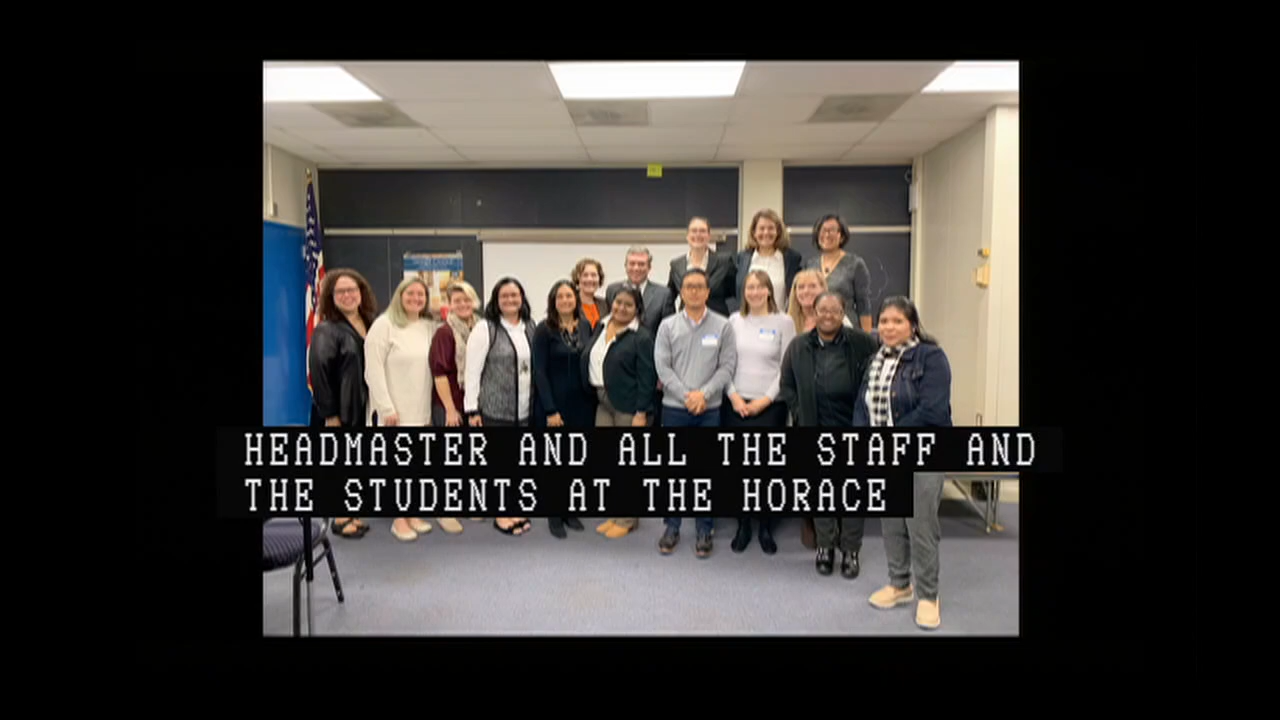 HEADMASTER AND ALL THE STAFF AND
THE STUDENTS AT THE HORACE